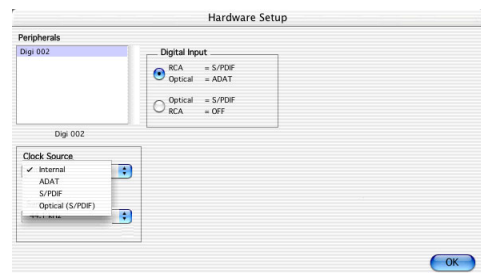 Hardware Setup
Peripherals
Digi 002
Digital Input
RCA = S/PDIF
Optical = ADAT
Optical = S/PDIF
RCA = OFF
Digi 002
Clock Source
✓ Internal
ADAT
S/PDIF
Optical (S/PDIF)
44.1 kHz
OK